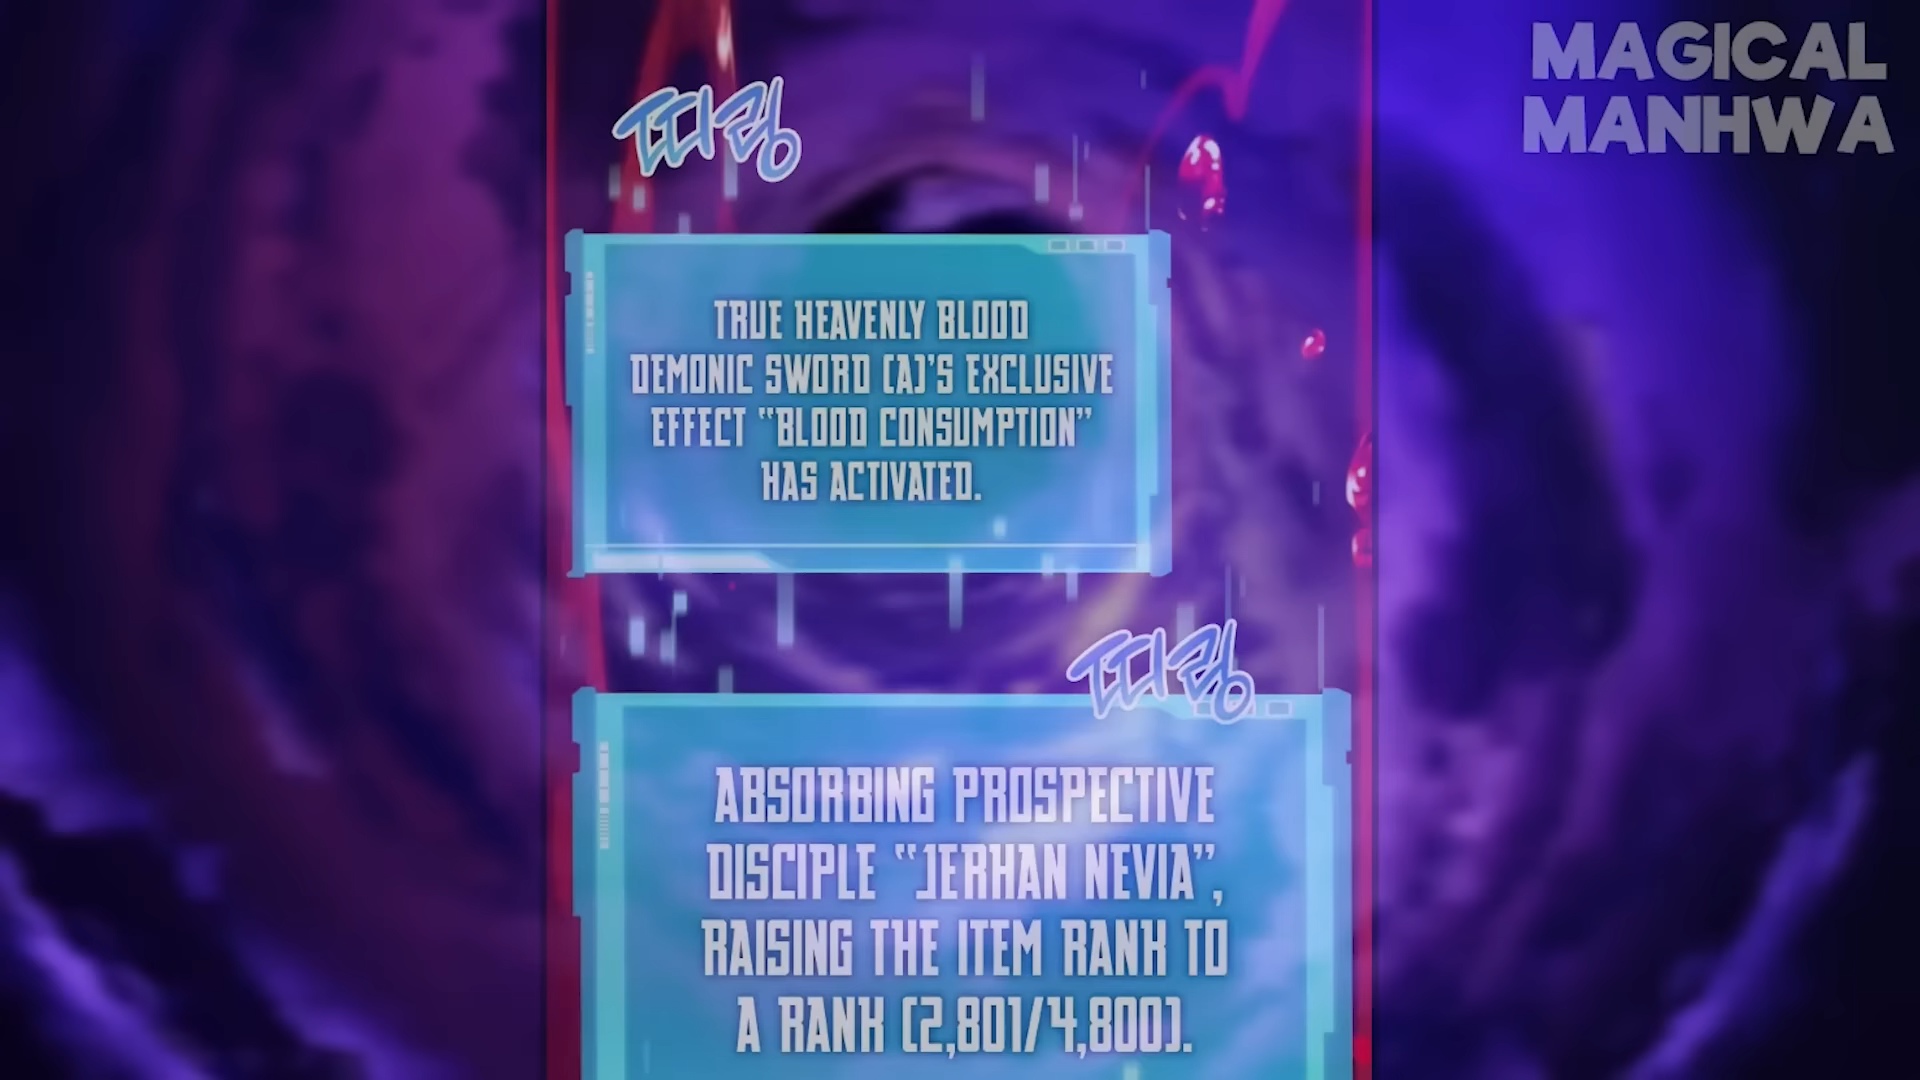 MAGICAL
MANHWA
띠링
TRUE HEAVENLY BLOOD
DEMONIC SWORD (A)'S EXCLUSIVE
EFFECT “BLOOD CONSUMPTION”
HAS ACTIVATED.
띠링
ABSORBING PROSPECTIVE
DISCIPLE “JERHAN NEVIA”,
RAISING THE ITEM RANK TO
A RANK (2,801/4,800).